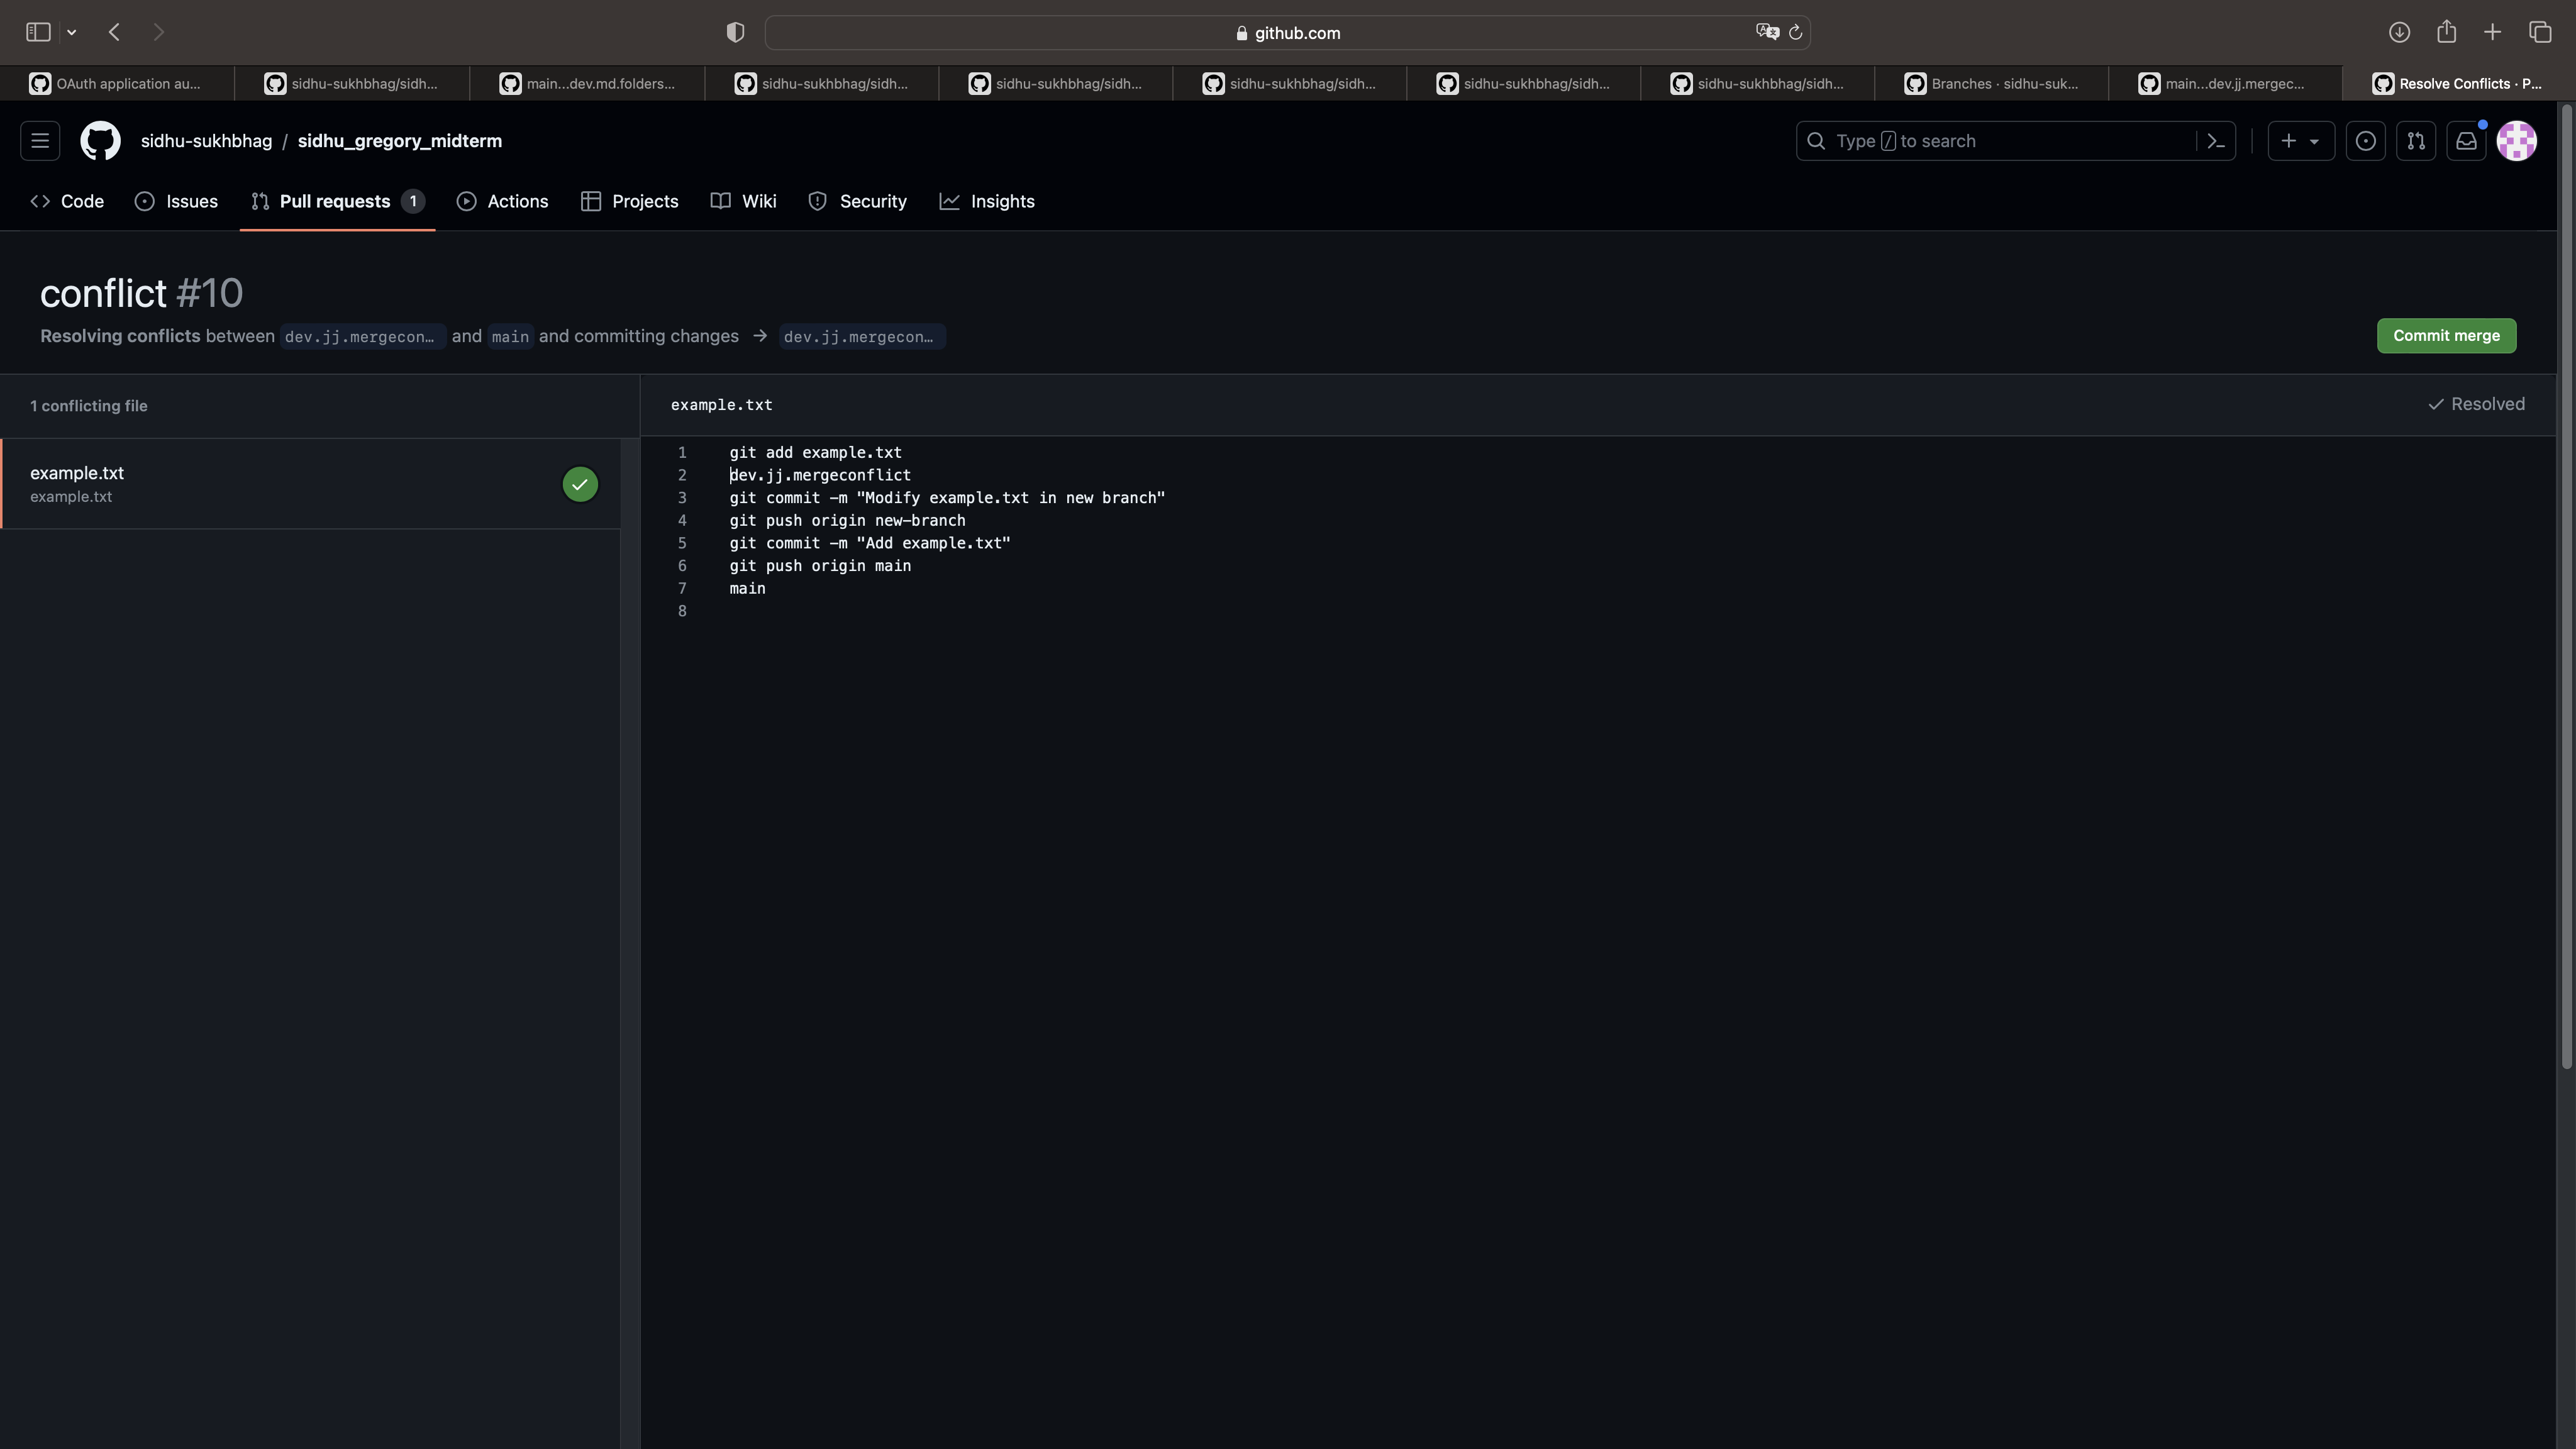 github.com
OAuth application au...
sidhu-sukhbhag/sidh...
main...dev.md.folders...
sidhu-sukhbhag/sidh...
sidhu-sukhbhag/sidh...
sidhu-sukhbhag/sidh...
sidhu-sukhbhag/sidh...
sidhu-sukhbhag/sidh...
Branches · sidhu-suk...
main...dev.jj.mergec...
Resolve Conflicts · P...
sidhu-sukhbhag / sidhu_gregory_midterm
Type / to search
Code
Issues
Pull requests 1
Actions
Projects
Wiki
Security
Insights
conflict #10
Resolving conflicts between dev.jj.mergecon… and main and committing changes → dev.jj.mergecon…
Commit merge
1 conflicting file
example.txt
example.txt
example.txt
Resolved
1 git add example.txt
2 dev.jj.mergeconflict
3 git commit -m "Modify example.txt in new branch"
4 git push origin new-branch
5 git commit -m "Add example.txt"
6 git push origin main
7 main
8